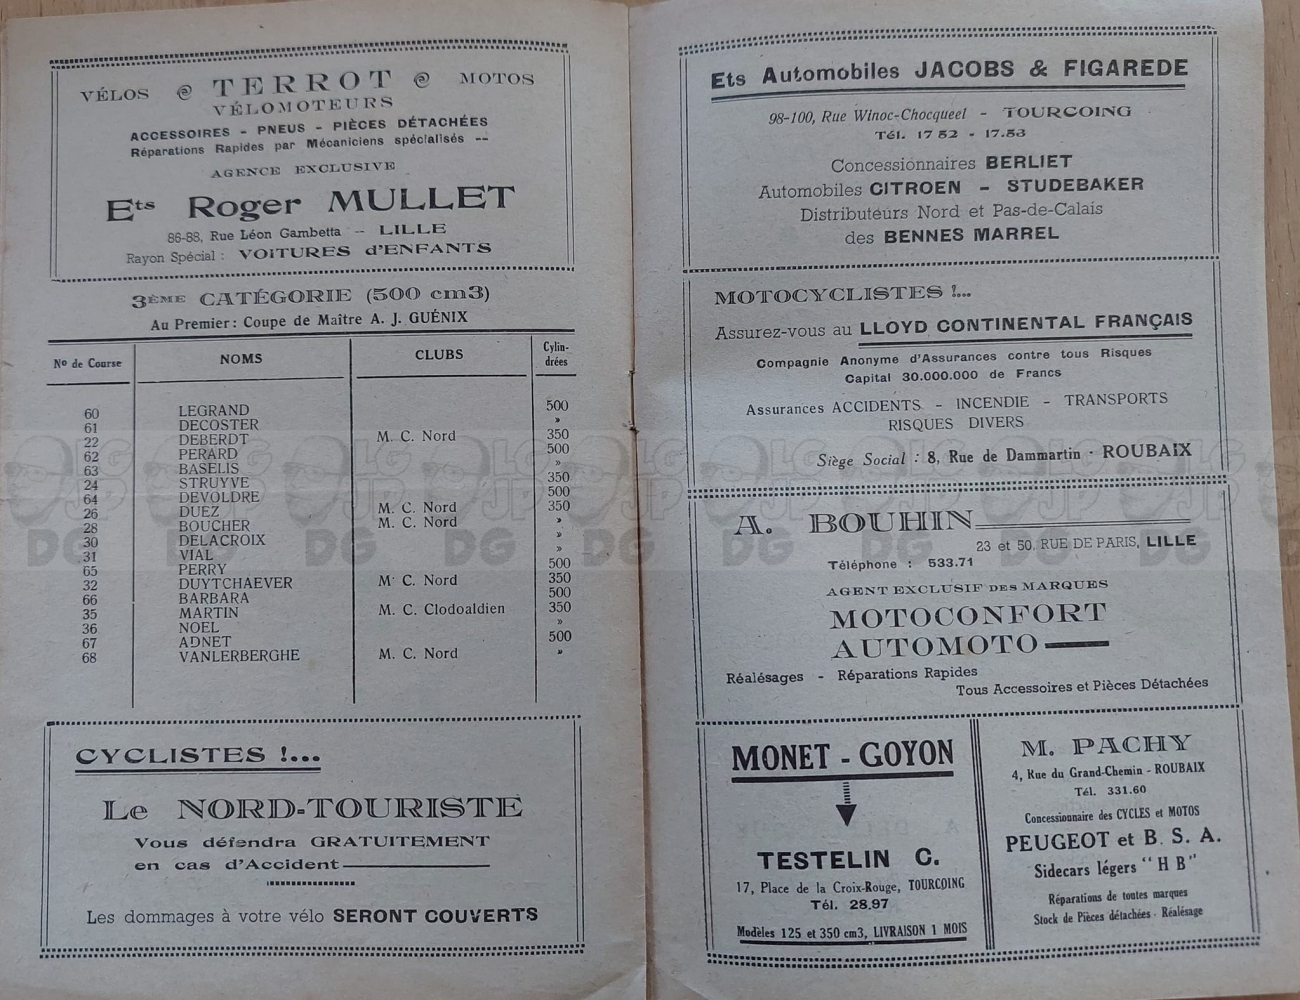 VÉLOS TERROT MOTOS
VÉLOMOTEURS
ACCESSOIRES - PNEUS - PIÈCES DÉTACHÉES
Réparations Rapides par Mécaniciens spécialisés --
AGENCE EXCLUSIVE
Ets Roger MULLET
86-88, Rue Léon Gambetta -- LILLE
Rayon Spécial : VOITURES d'ENFANTS
3ÈME CATÉGORIE (500 cm3)
Au Premier : Coupe de Maître A. J. GUÉNIX
No de Course NOMS CLUBS Cylin-
drées
60 LEGRAND 500
61 DECOSTER »
22 DEBERDT M. C. Nord 350
62 PERARD 500
63 BASELIS »
24 STRUYVE 350
64 DEVOLDRE 500
26 DUEZ M. C. Nord 350
28 BOUCHER M. C. Nord »
30 DELACROIX »
31 VIAL »
65 PERRY 500
32 DUYTCHAEVER M. C. Nord 350
66 BARBARA 500
35 MARTIN M. C. Clodoaldien 350
36 NOEL »
67 ADNET 500
68 VANLERBERGHE M. C. Nord »
CYCLISTES !...
Le NORD-TOURISTE
Vous défendra GRATUITEMENT
en cas d'Accident
Les dommages à votre vélo SERONT COUVERTS
Ets Automobiles JACOBS & FIGAREDE
98-100, Rue Winoc-Chocqueel - TOURCOING
Tél. 17 52 - 17.53
Concessionnaires BERLIET
Automobiles CITROEN - STUDEBAKER
Distributeurs Nord et Pas-de-Calais
des BENNES MARREL
MOTOCYCLISTES !...
Assurez-vous au LLOYD CONTINENTAL FRANÇAIS
Compagnie Anonyme d'Assurances contre tous Risques
Capital 30.000.000 de Francs
Assurances ACCIDENTS - INCENDIE - TRANSPORTS
RISQUES DIVERS
Siège Social : 8, Rue de Dammartin - ROUBAIX
A. BOUHIN
23 et 50, RUE DE PARIS, LILLE
Téléphone : 533.71
AGENT EXCLUSIF DES MARQUES
MOTOCONFORT
AUTOMOTO
Réalésages - Réparations Rapides
Tous Accessoires et Pièces Détachées
MONET - GOYON
TESTELIN C.
17, Place de la Croix-Rouge, TOURCOING
Tél. 28.97
Modèles 125 et 350 cm3, LIVRAISON 1 MOIS
M. PACHY
4, Rue du Grand-Chemin - ROUBAIX
Tél. 331.60
Concessionnaire des CYCLES et MOTOS
PEUGEOT et B. S. A.
Sidecars légers "H B"
Réparations de toutes marques
Stock de Pièces détachées - Réalésage
LG JP DG